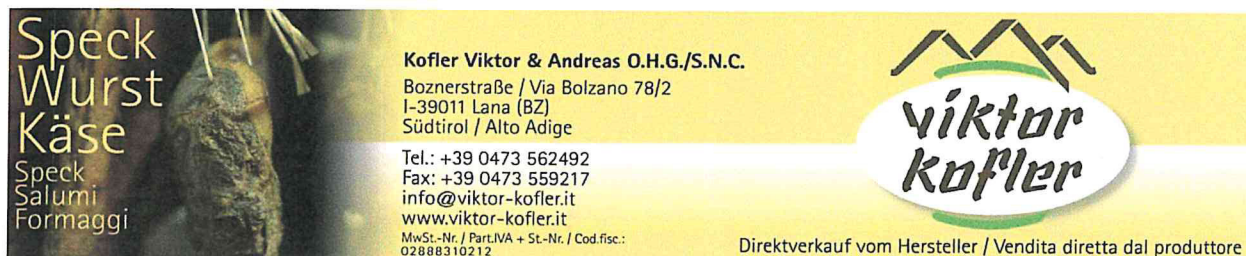 Speck
Wurst
Käse
Speck
Salumi
Formaggi
Kofler Viktor & Andreas O.H.G./S.N.C.
Boznerstraße / Via Bolzano 78/2
I-39011 Lana (BZ)
Südtirol / Alto Adige
Tel.: +39 0473 562492
Fax: +39 0473 559217
info@viktor-kofler.it
www.viktor-kofler.it
MwSt.-Nr. / Part.IVA + St.-Nr. / Cod.fisc.:
02888310212
viktor
kofler
Direktverkauf vom Hersteller / Vendita diretta dal produttore